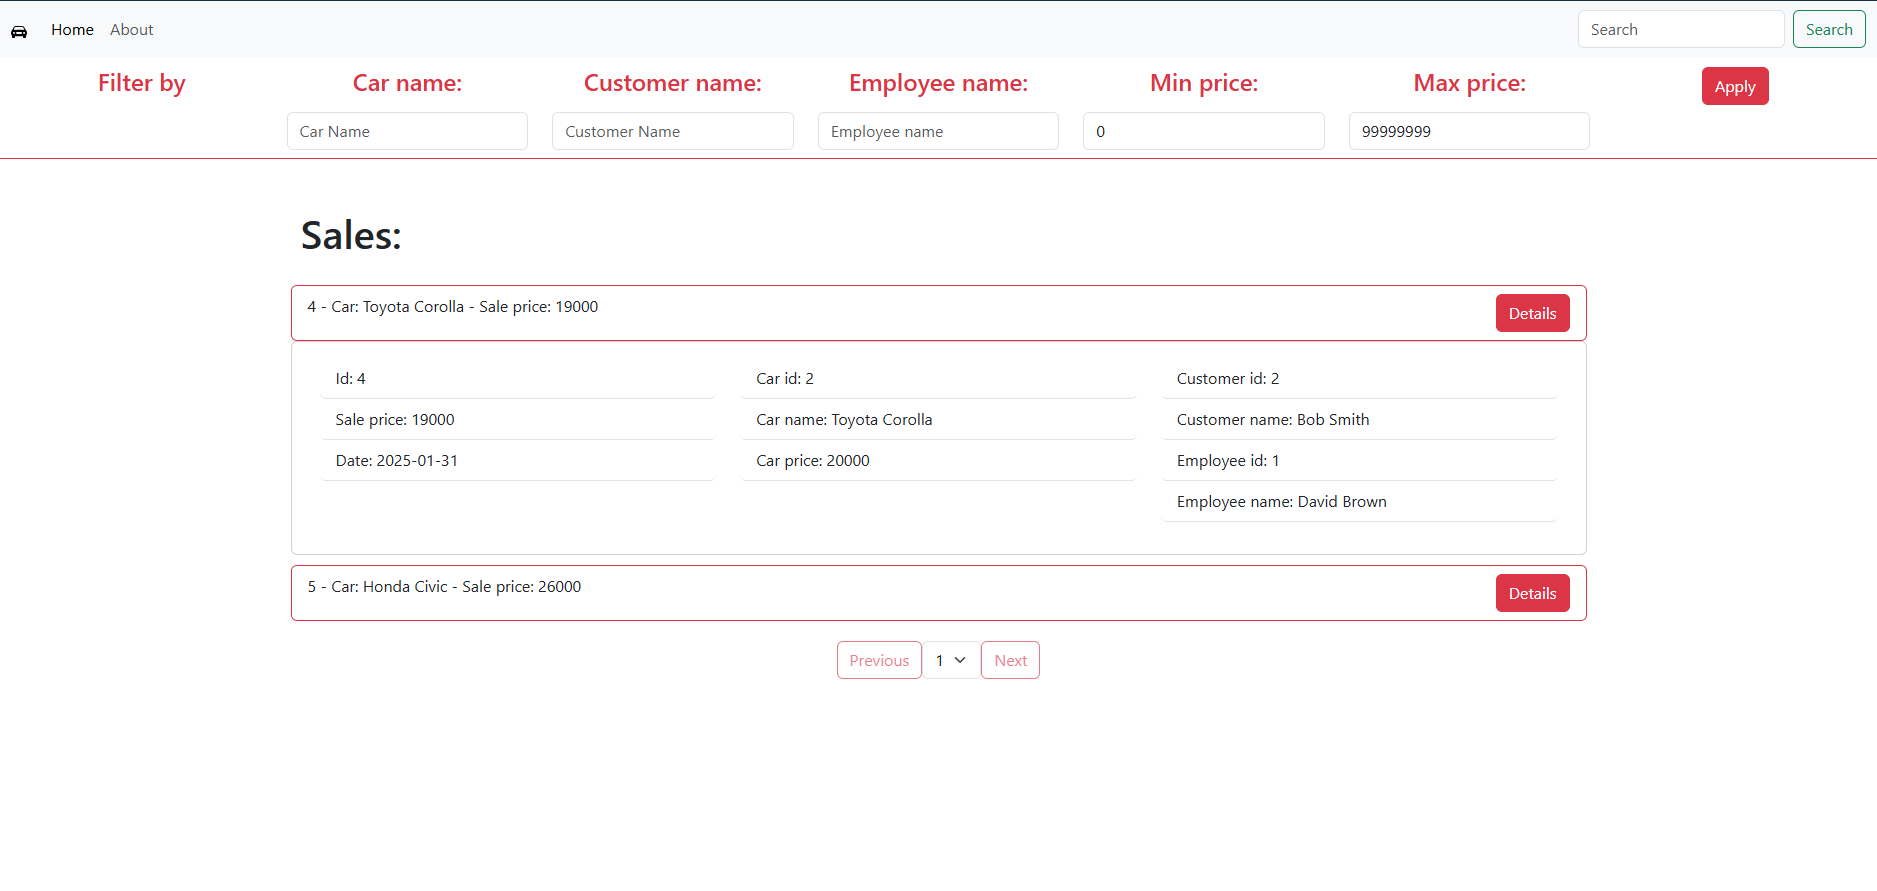 Home About Search Search
Filter by Car name: Customer name: Employee name: Min price: Max price: Apply
Car Name Customer Name Employee name 0 99999999
Sales:
4 - Car: Toyota Corolla - Sale price: 19000 Details
Id: 4 Car id: 2 Customer id: 2
Sale price: 19000 Car name: Toyota Corolla Customer name: Bob Smith
Date: 2025-01-31 Car price: 20000 Employee id: 1
Employee name: David Brown
5 - Car: Honda Civic - Sale price: 26000 Details
Previous 1 Next